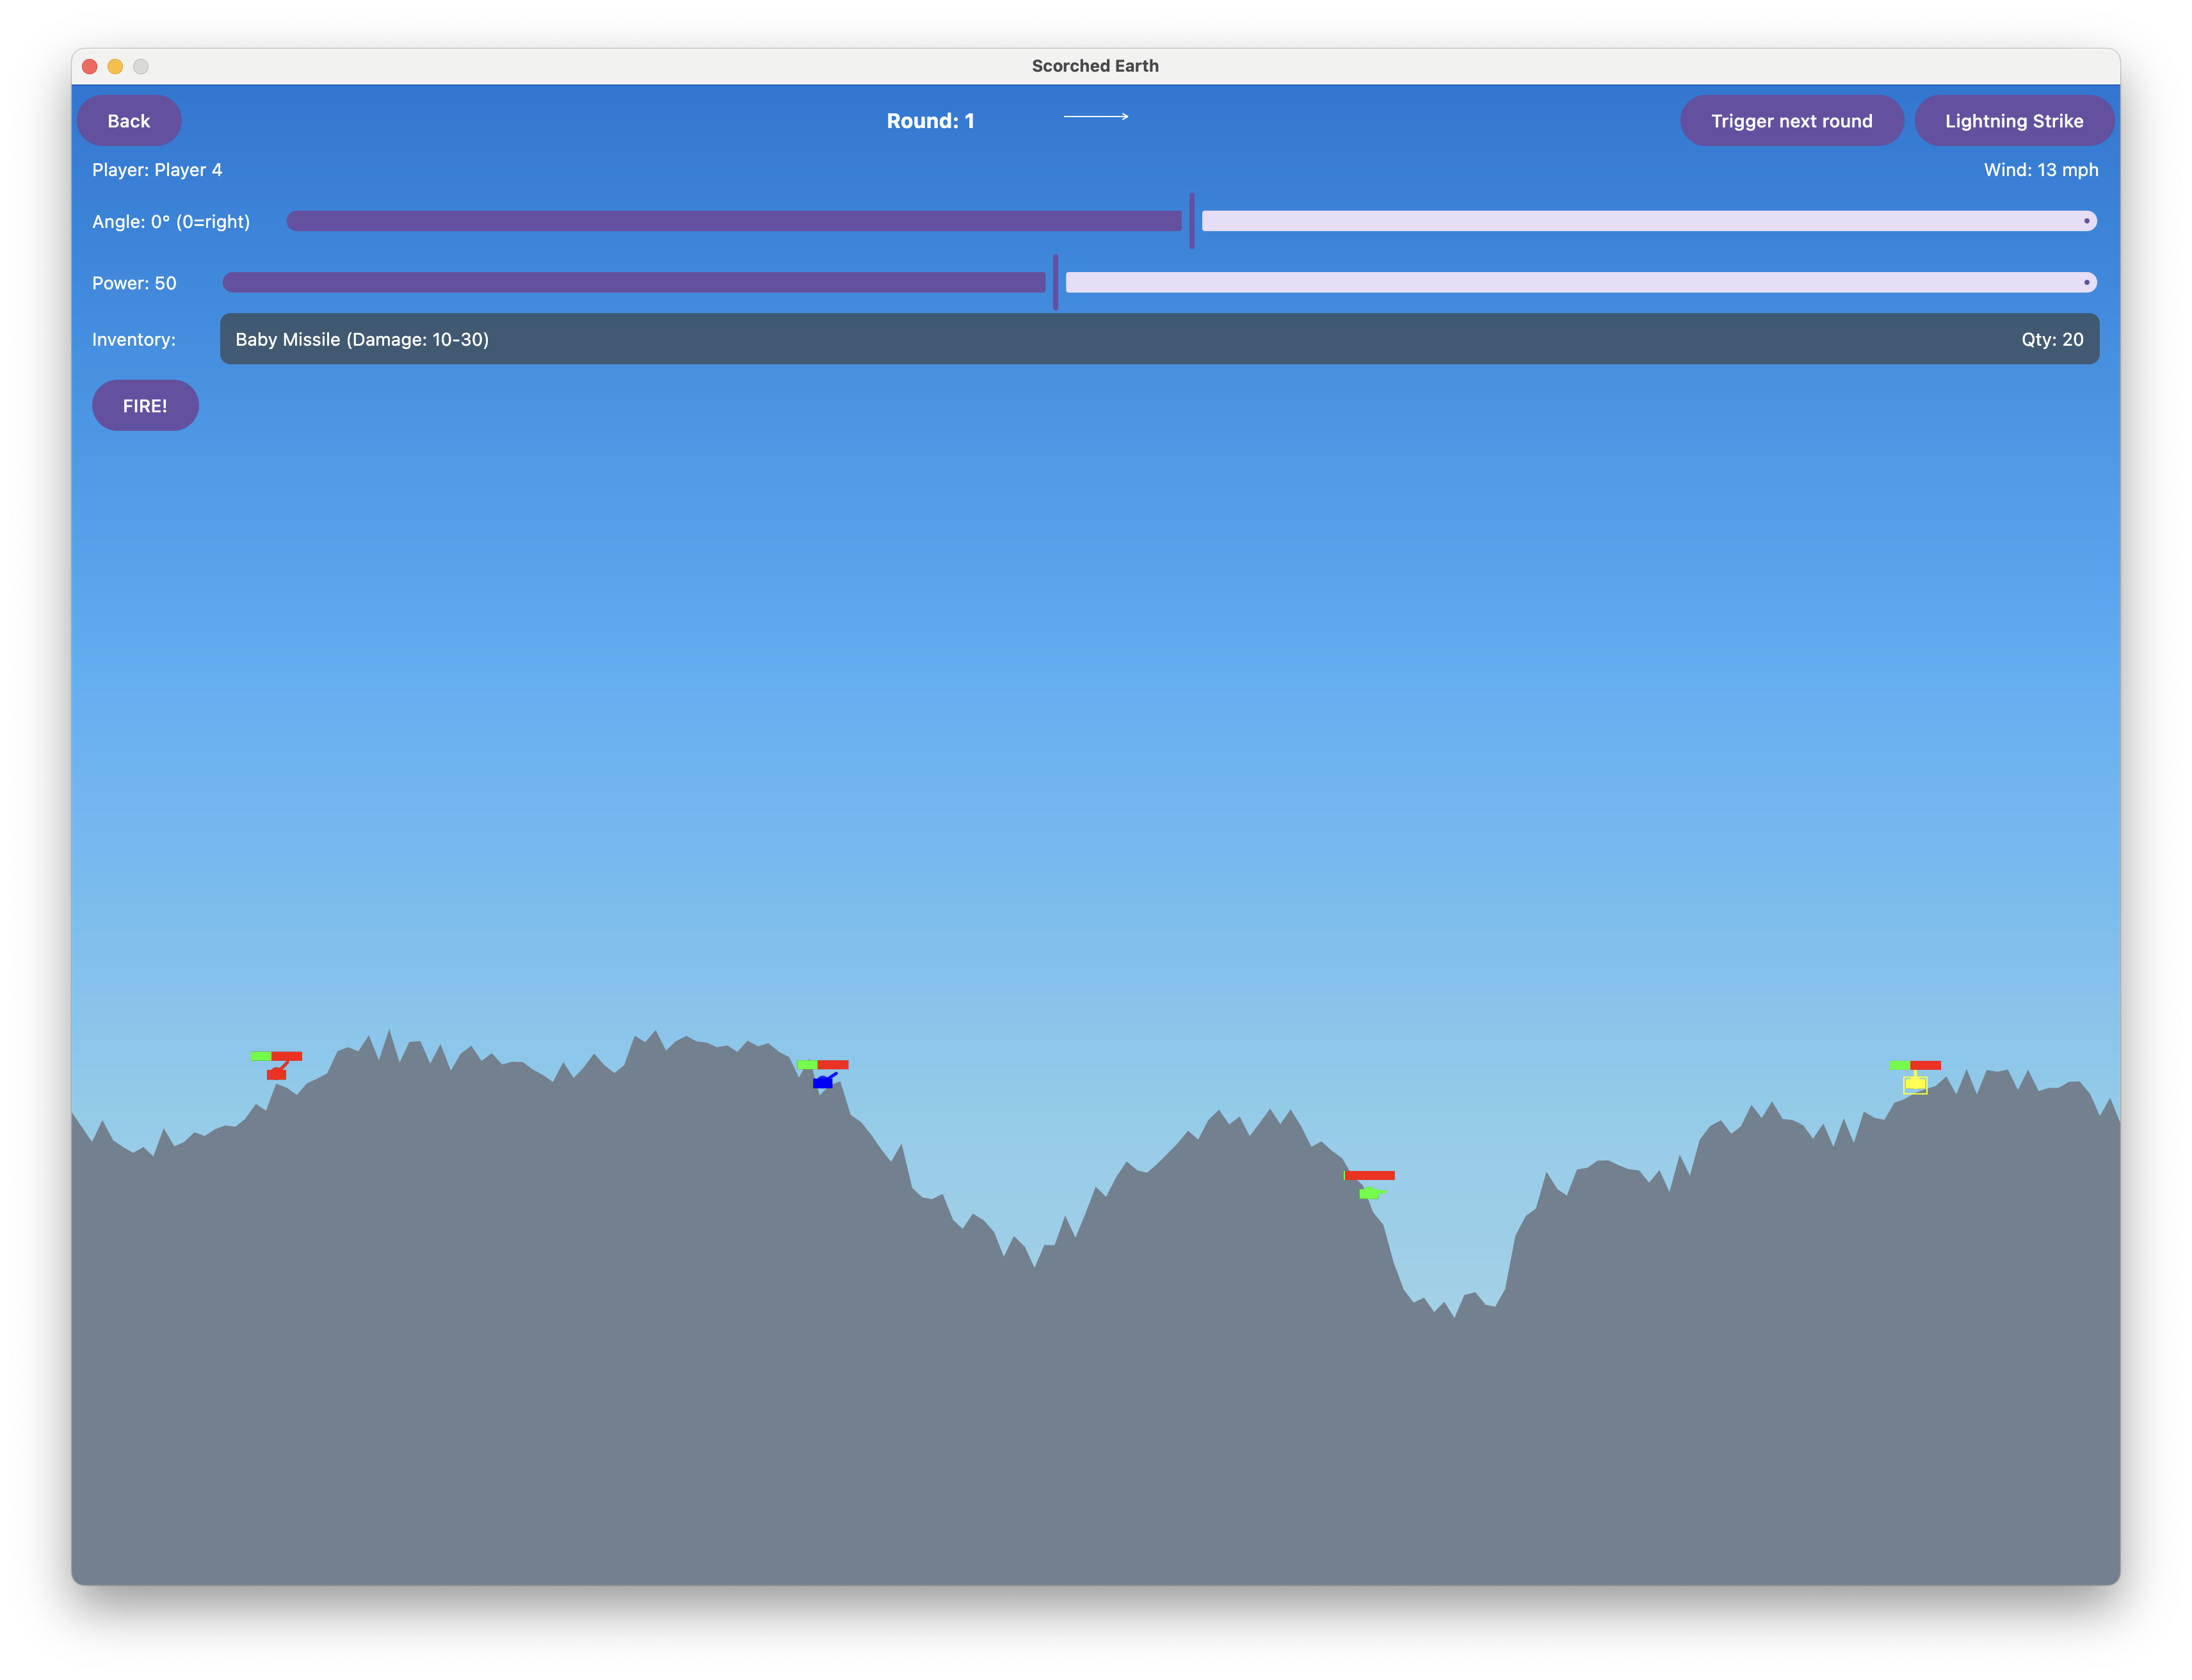 Scorched Earth
Back
Round: 1
Trigger next round
Lightning Strike
Player: Player 4
Wind: 13 mph
Angle: 0° (0=right)
Power: 50
Inventory:
Baby Missile (Damage: 10-30)
Qty: 20
FIRE!